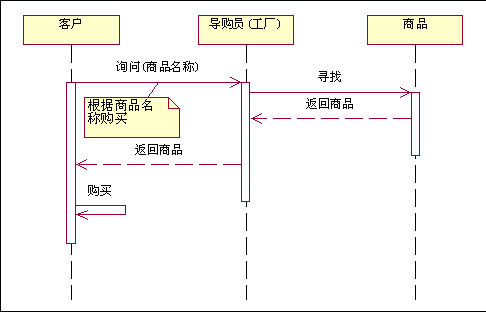 客户
导购员(工厂)
商品
询问(商品名称)
寻找
根据商品名
称购买
返回商品
返回商品
购买